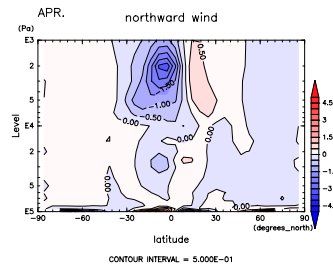 APR.
northward wind
(Pa)
E3
2
5
E4
2
5
E5
Level
0.50
-1.00
-0.50
0.00
0.00
0.00
0.00
-90 -60 -30 0 30 60 90
(degrees_north)
latitude
4.5
3
1.5
0
-1.5
-3
-4.
CONTOUR INTERVAL = 5.000E-01